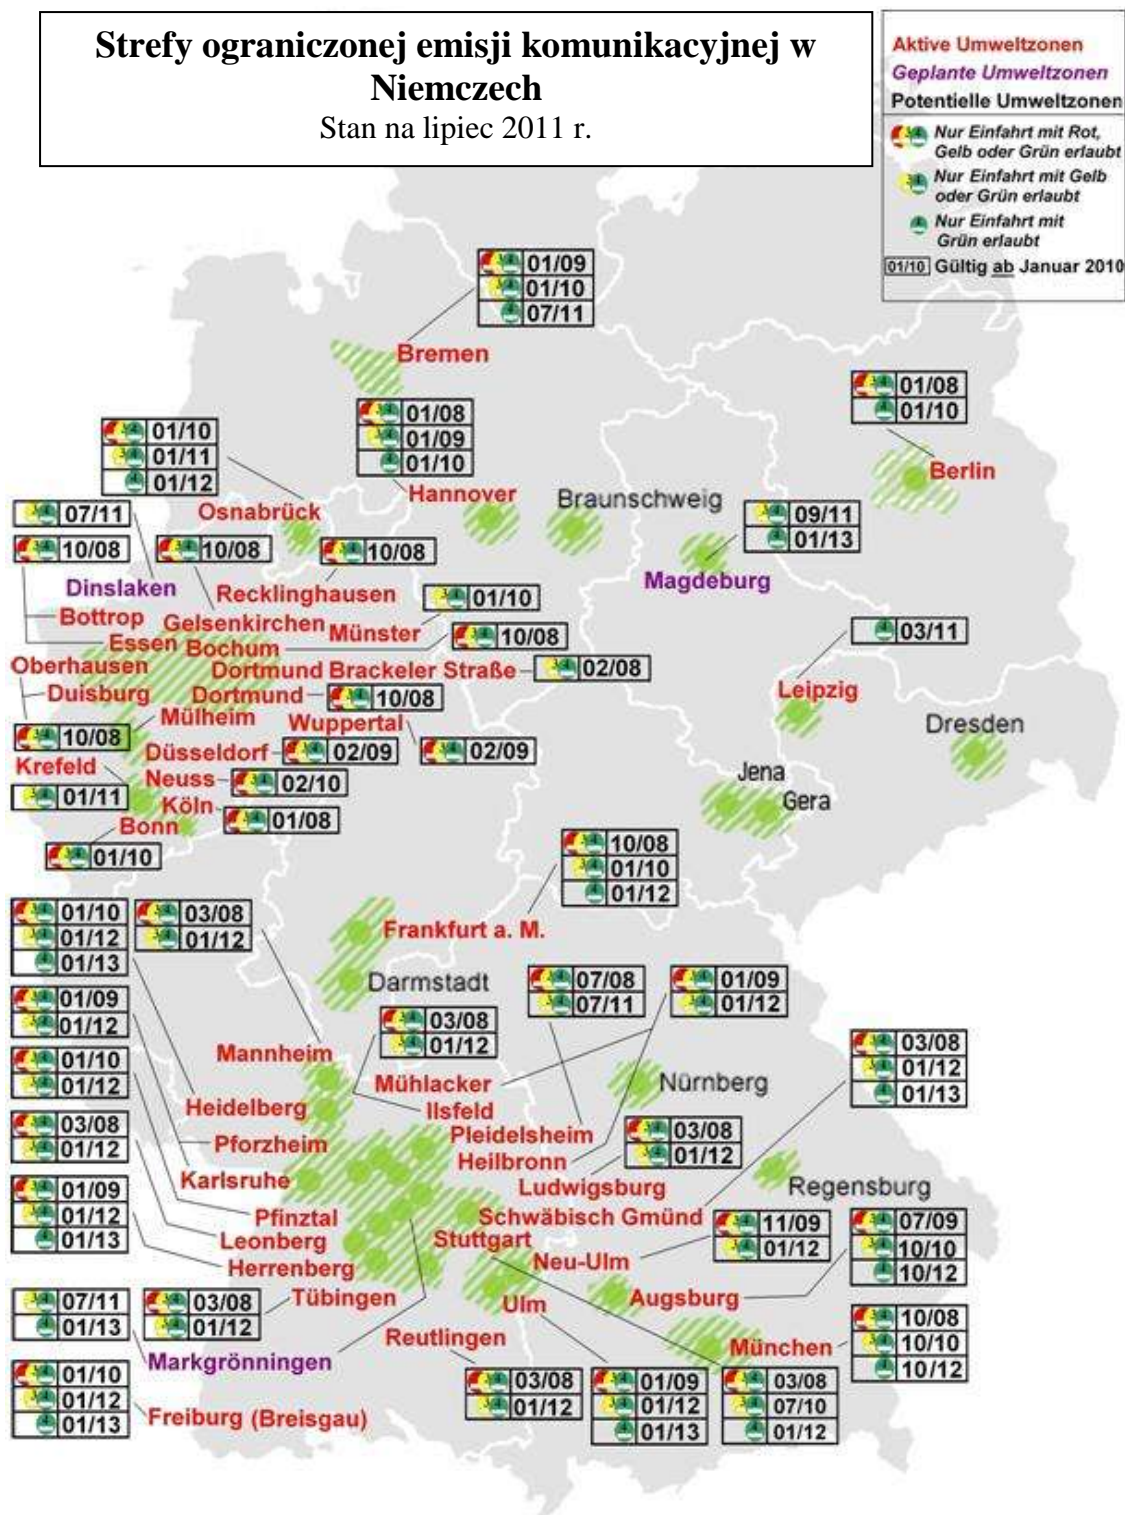 Strefy ograniczonej emisji komunikacyjnej w
Niemczech
Stan na lipiec 2011 r.
Aktive Umweltzonen
Geplante Umweltzonen
Potentielle Umweltzonen
Nur Einfahrt mit Rot,
Gelb oder Grün erlaubt
Nur Einfahrt mit Gelb
oder Grün erlaubt
Nur Einfahrt mit
Grün erlaubt
01/10 Gültig ab Januar 2010
01/09
01/10
07/11
Bremen
01/08
01/10
Berlin
01/08
01/09
01/10
Hannover
01/10
01/11
01/12
Osnabrück
Braunschweig
09/11
01/13
Magdeburg
07/11
10/08
10/08
10/08
Dinslaken
Recklinghausen
01/10
Bottrop
Gelsenkirchen
Münster
Essen
Bochum
10/08
03/11
Oberhausen
Dortmund Brackeler Straße
02/08
Duisburg
Dortmund
10/08
Leipzig
Mülheim
Wuppertal
Dresden
10/08
Düsseldorf
02/09
02/09
Krefeld
Neuss
02/10
Jena
01/11
Köln
01/08
Gera
Bonn
01/10
10/08
01/10
01/12
Frankfurt a. M.
01/10
01/12
01/13
03/08
01/12
Darmstadt
07/08
07/11
01/09
01/12
01/09
01/12
03/08
01/12
03/08
01/12
01/13
Mannheim
01/10
01/12
Mühlacker
Nürnberg
Heidelberg
Ilsfeld
03/08
01/12
Pforzheim
Pleidelsheim
03/08
01/12
Heilbronn
Karlsruhe
Ludwigsburg
Regensburg
01/09
01/12
01/13
Pfinztal
Schwäbisch Gmünd
11/09
01/12
07/09
10/10
10/12
Leonberg
Stuttgart
Herrenberg
Neu-Ulm
07/11
01/13
03/08
01/12
Tübingen
Ulm
Augsburg
Reutlingen
München
10/08
10/10
10/12
Markgrönningen
01/10
01/12
01/13
Freiburg (Breisgau)
03/08
01/12
01/09
01/12
01/13
03/08
07/10
01/12